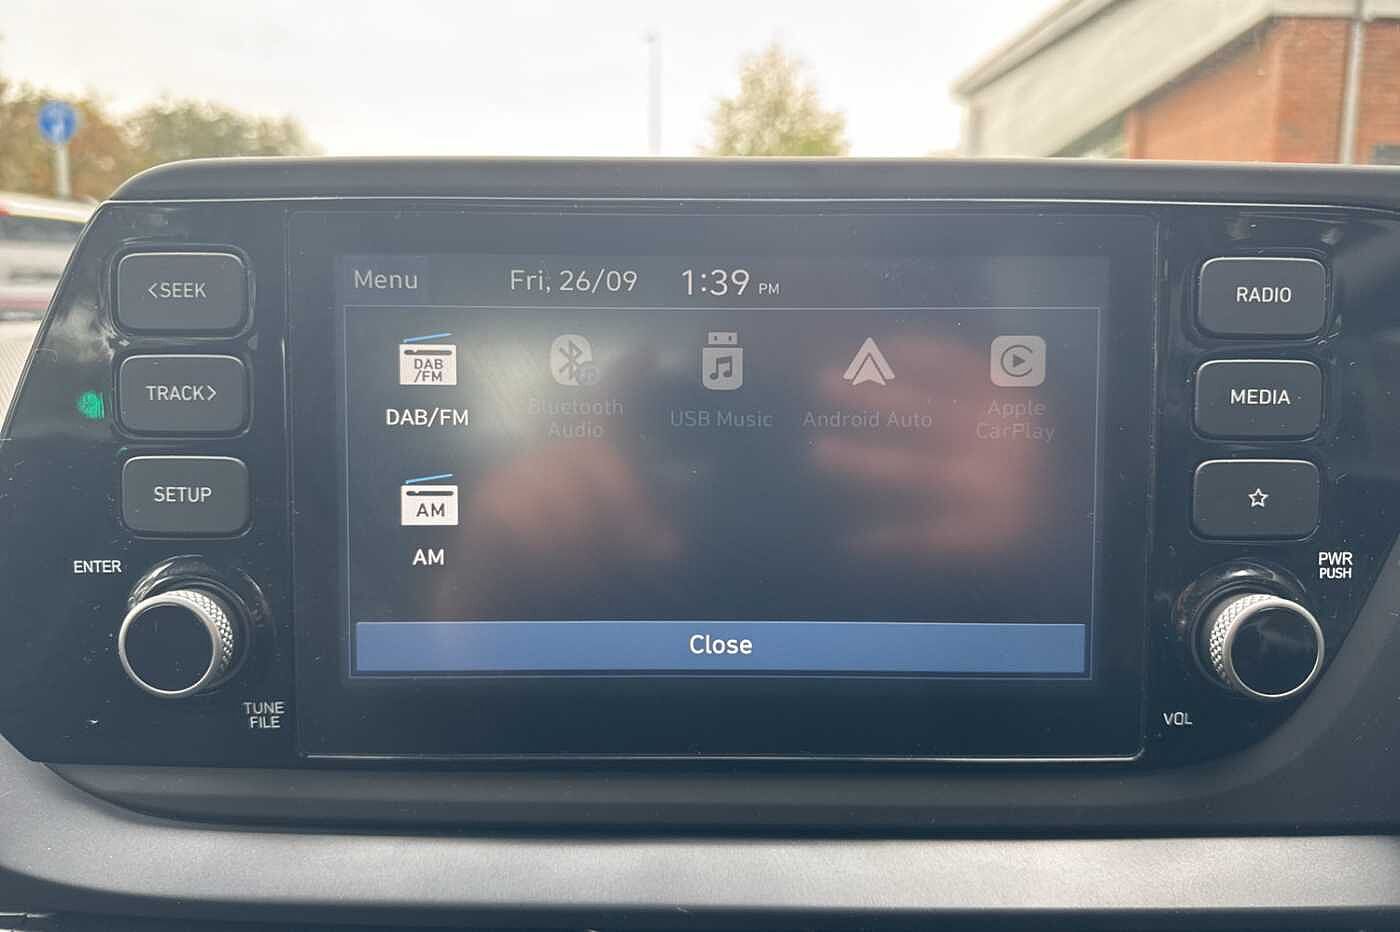 <SEEK
TRACK>
SETUP
ENTER
TUNE
FILE
Menu
Fri, 26/09
1:39 PM
DAB
/FM
DAB/FM
Bluetooth
Audio
USB Music
Android Auto
Apple
CarPlay
AM
AM
Close
RADIO
MEDIA
PWR
PUSH
VOL